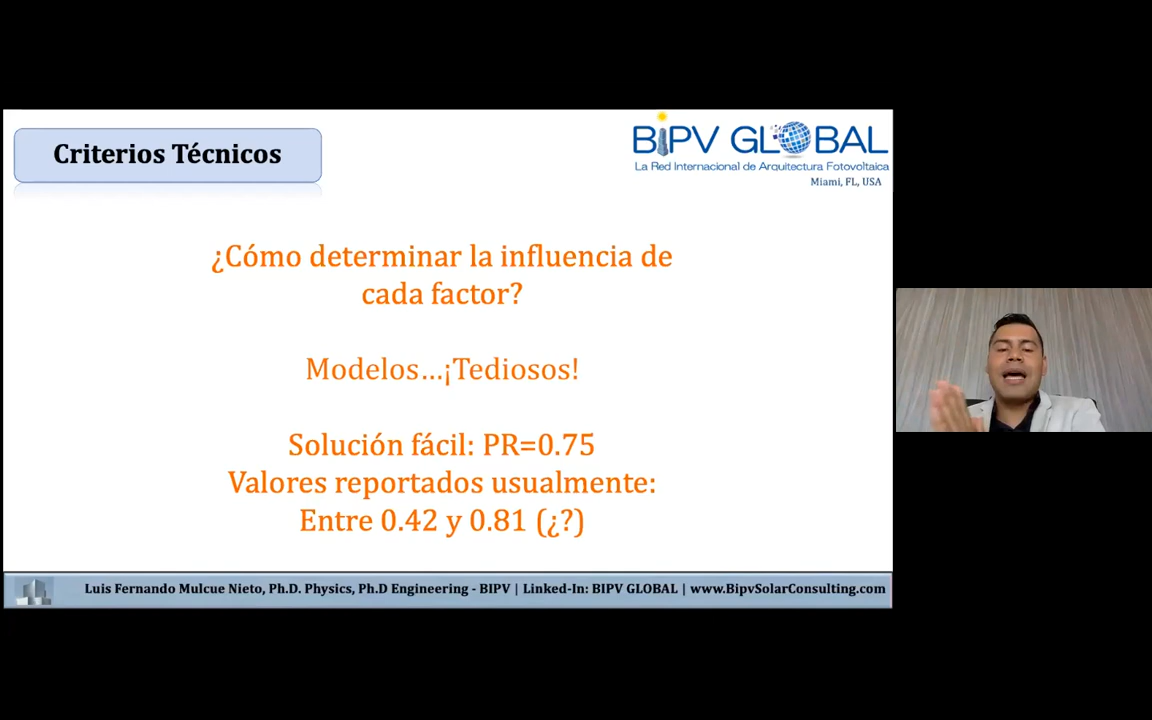 Criterios Técnicos
BIPV GLOBAL
La Red Internacional de Arquitectura Fotovoltaica
Miami, FL, USA
¿Cómo determinar la influencia de
cada factor?
Modelos...¡Tediosos!
Solución fácil: PR=0.75
Valores reportados usualmente:
Entre 0.42 y 0.81 (¿?)
Luis Fernando Mulcue Nieto, Ph.D. Physics, Ph.D Engineering - BIPV | Linked-In: BIPV GLOBAL | www.BipvSolarConsulting.com